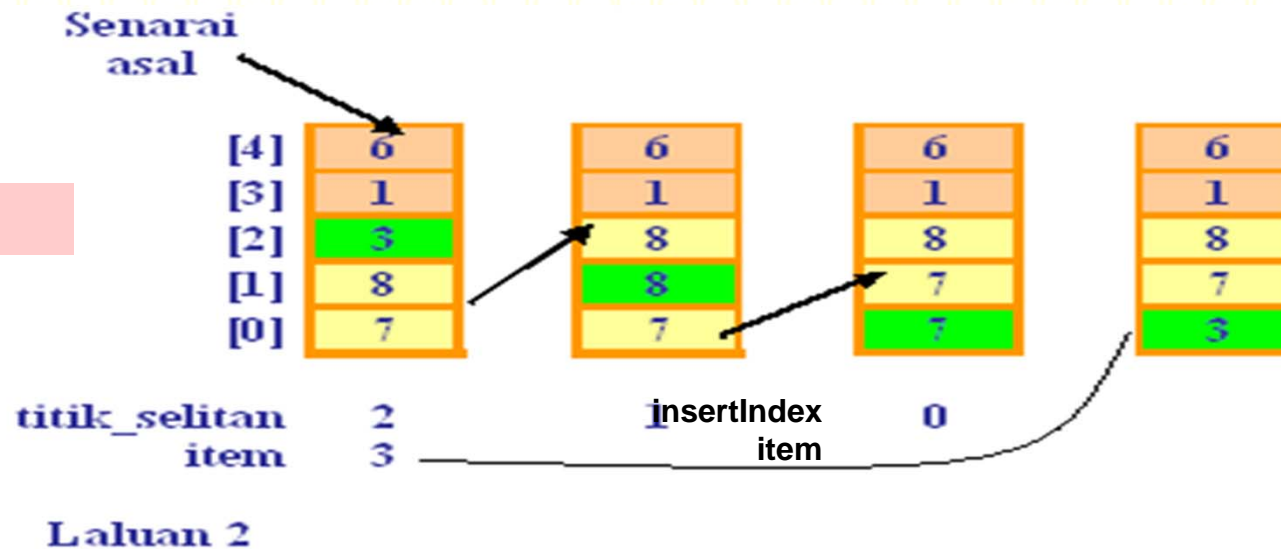 Senarai
asal
[4] 6 6 6 6
[3] 1 1 1 1
[2] 3 8 8 8
[1] 8 8 7 7
[0] 7 7 7 3
titik_selitan 2 1 insertIndex 0
item 3 item
Laluan 2